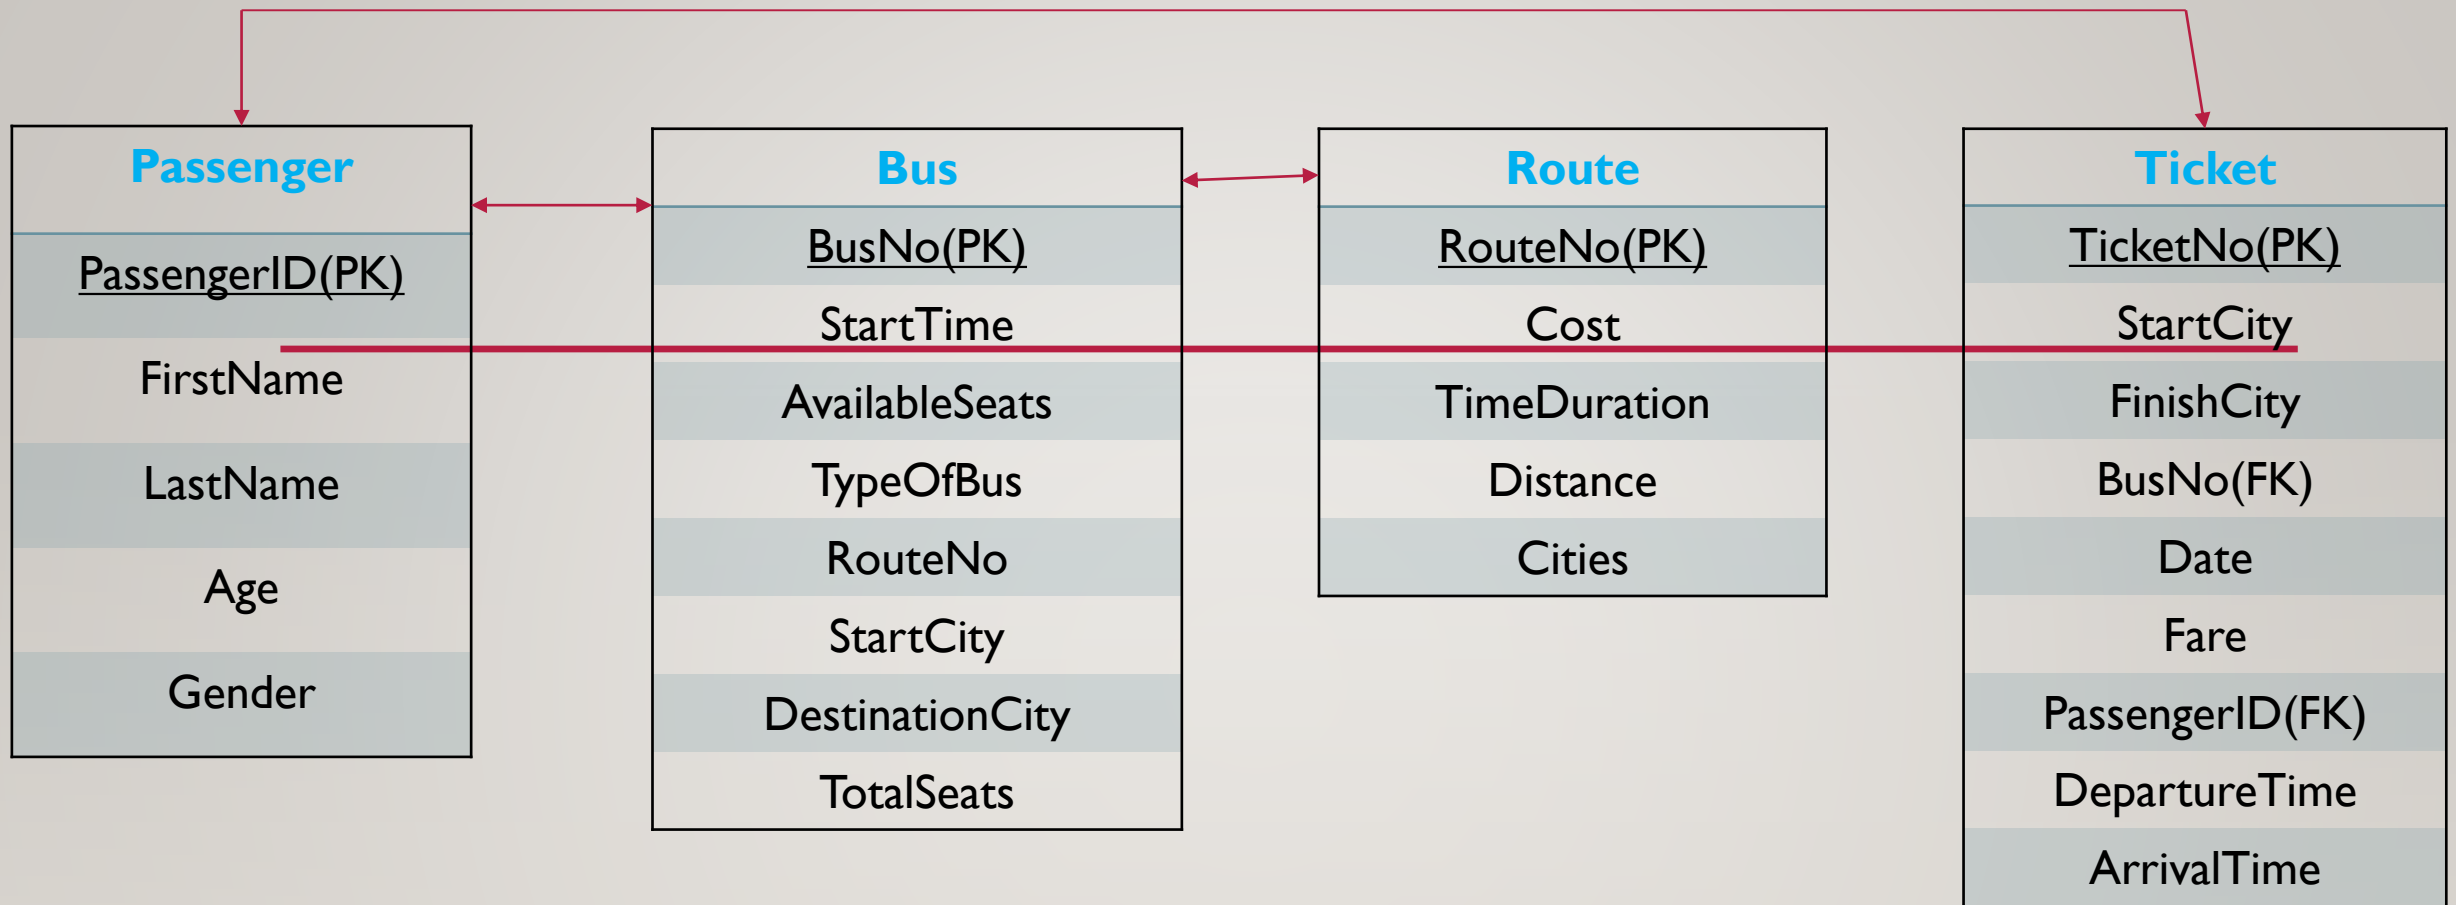 Passenger
PassengerID(PK)
FirstName
LastName
Age
Gender
Bus
BusNo(PK)
StartTime
AvailableSeats
TypeOfBus
RouteNo
StartCity
DestinationCity
TotalSeats
Route
RouteNo(PK)
Cost
TimeDuration
Distance
Cities
Ticket
TicketNo(PK)
StartCity
FinishCity
BusNo(FK)
Date
Fare
PassengerID(FK)
DepartureTime
ArrivalTime